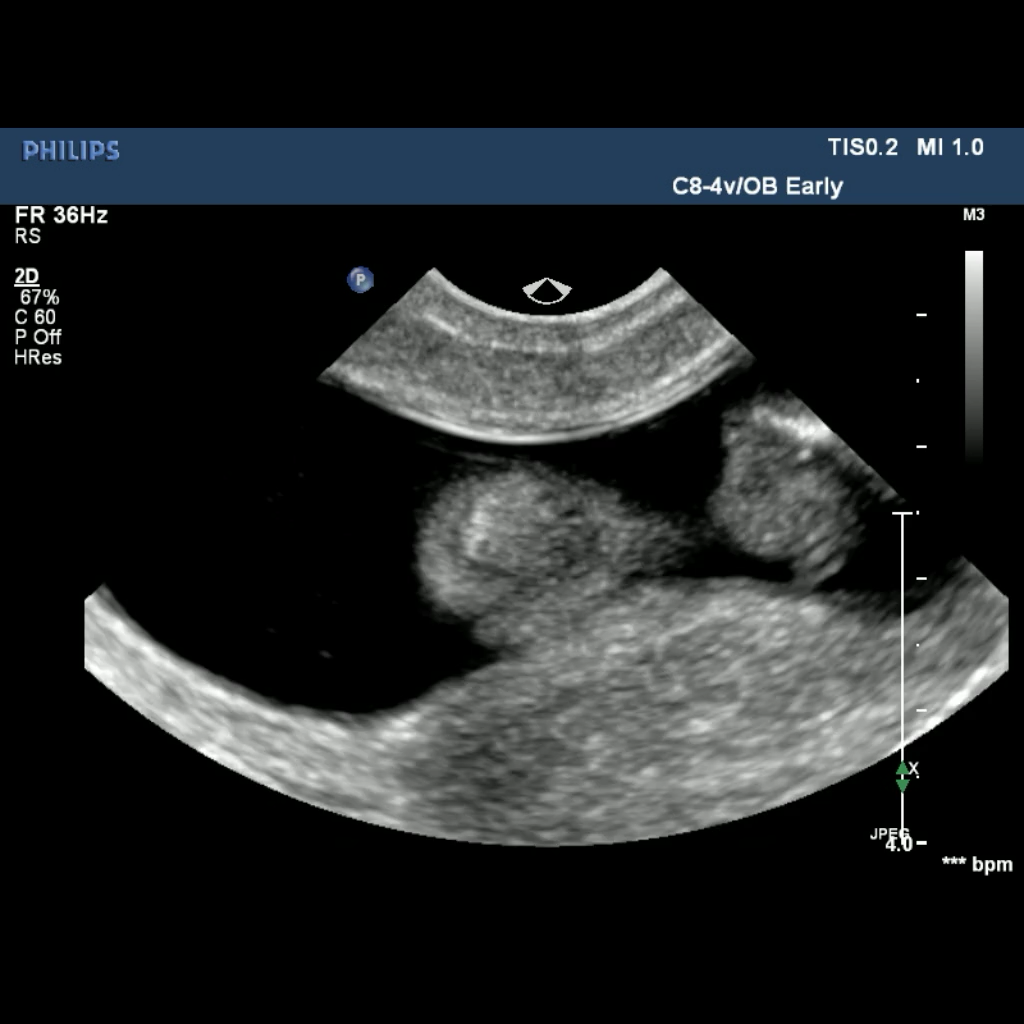 PHILIPS
TIS0.2 MI 1.0
C8-4v/OB Early
FR 36Hz
RS
M3
2D
67%
C 60
P Off
HRes
P
X
JPEG
4.0
*** bpm